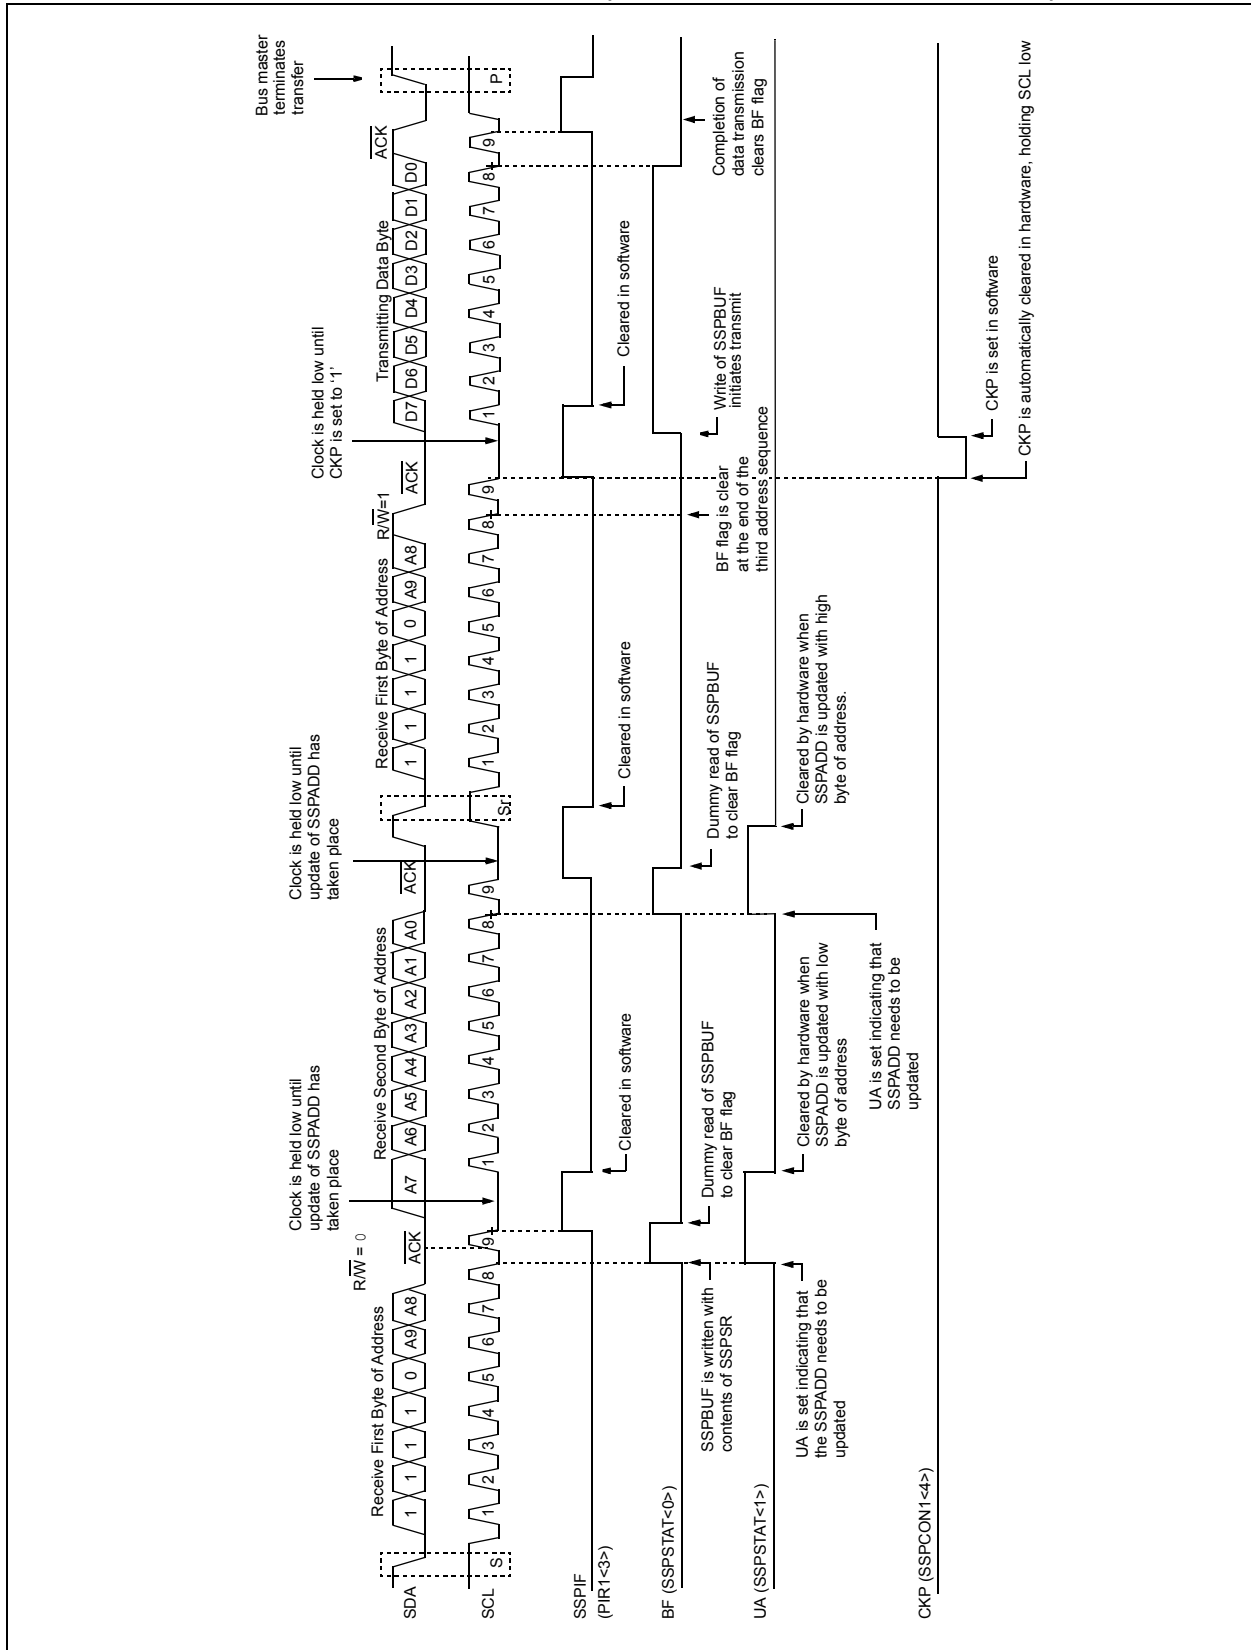 Receive First Byte of Address
R/W = 0
Clock is held low until
update of SSPADD has
taken place
Receive Second Byte of Address
Clock is held low until
update of SSPADD has
taken place
Receive First Byte of Address
R/W=1
Clock is held low until
CKP is set to ‘1’
Transmitting Data Byte
Bus master
terminates
transfer
SDA
1 1 1 1 0 A9 A8 ACK A7 A6 A5 A4 A3 A2 A1 A0 ACK 1 1 1 1 0 A9 A8 ACK D7 D6 D5 D4 D3 D2 D1 D0 ACK
SCL
S 1 2 3 4 5 6 7 8 9 1 2 3 4 5 6 7 8 9 Sr 1 2 3 4 5 6 7 8 9 1 2 3 4 5 6 7 8 9 P
SSPIF
(PIR1<3>)
Cleared in software
Cleared in software
Cleared in software
BF (SSPSTAT<0>)
SSPBUF is written with
contents of SSPSR
Dummy read of SSPBUF
to clear BF flag
Dummy read of SSPBUF
to clear BF flag
BF flag is clear
at the end of the
third address sequence
Write of SSPBUF
initiates transmit
Completion of
data transmission
clears BF flag
UA (SSPSTAT<1>)
UA is set indicating that
the SSPADD needs to be
updated
Cleared by hardware when
SSPADD is updated with low
byte of address
UA is set indicating that
SSPADD needs to be
updated
Cleared by hardware when
SSPADD is updated with high
byte of address.
CKP (SSPCON1<4>)
CKP is set in software
CKP is automatically cleared in hardware, holding SCL low